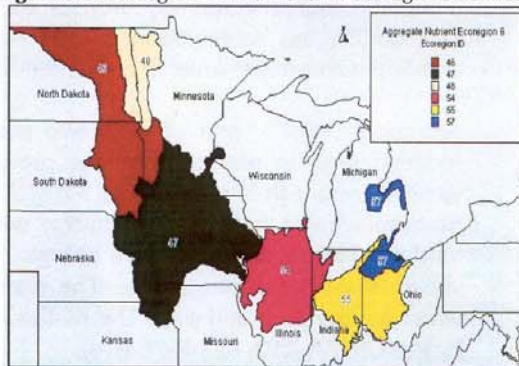 Aggregate Nutrient Ecoregion 6
Ecoregion ID
46
47
48
54
55
57
46
48
North Dakota
Minnesota
South Dakota
Wisconsin
Michigan
57
Nebraska
47
54
57
55
Ohio
Illinois
Indiana
Kansas
Missouri